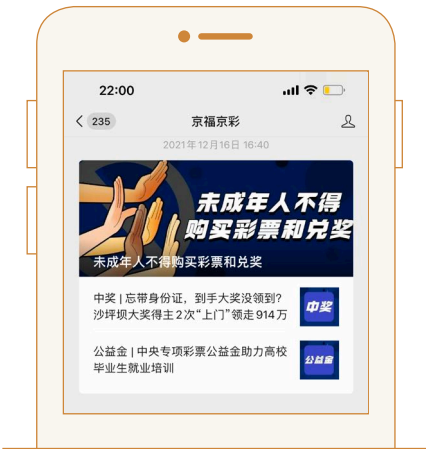 22:00
235
京福京彩
2021年12月16日 16:40
未成年人不得
购买彩票和兑奖
未成年人不得购买彩票和兑奖
中奖 | 忘带身份证，到手大奖没领到?
沙坪坝大奖得主2次“上门”领走914万
中奖
公益金 | 中央专项彩票公益金助力高校
毕业生就业培训
公益金